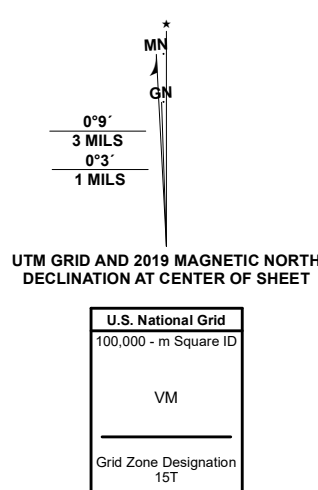 MN
GN
0°9´
3 MILS
0°3´
1 MILS
UTM GRID AND 2019 MAGNETIC NORTH
DECLINATION AT CENTER OF SHEET
U.S. National Grid
100,000 - m Square ID
VM
Grid Zone Designation
15T